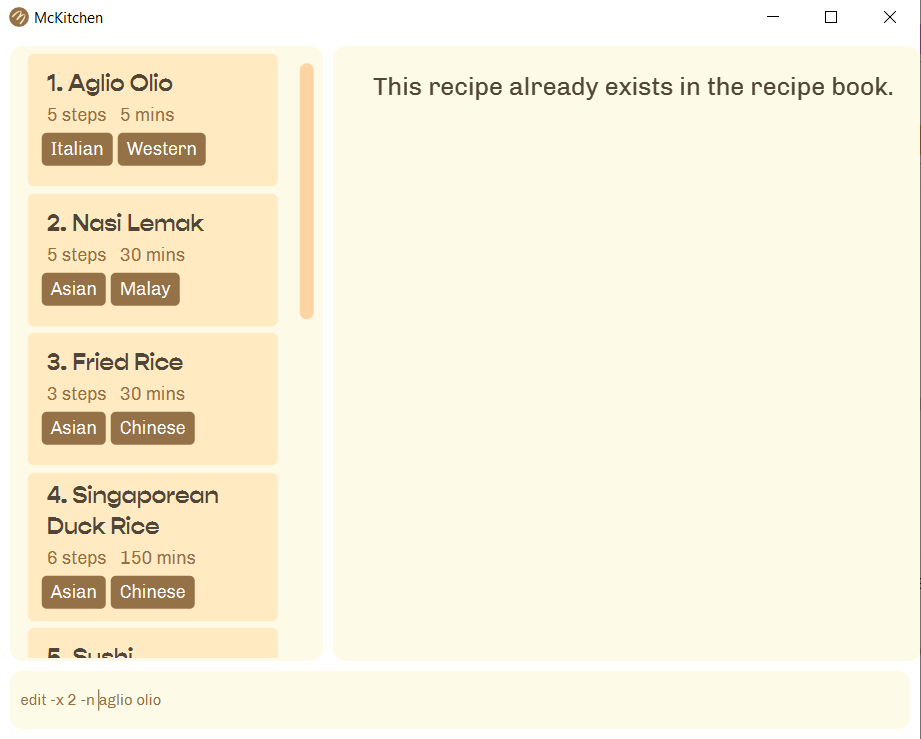 McKitchen
1. Aglio Olio
5 steps 5 mins
Italian Western
2. Nasi Lemak
5 steps 30 mins
Asian Malay
3. Fried Rice
3 steps 30 mins
Asian Chinese
4. Singaporean
Duck Rice
6 steps 150 mins
Asian Chinese
5. Sushi
This recipe already exists in the recipe book.
edit -x 2 -n aglio olio